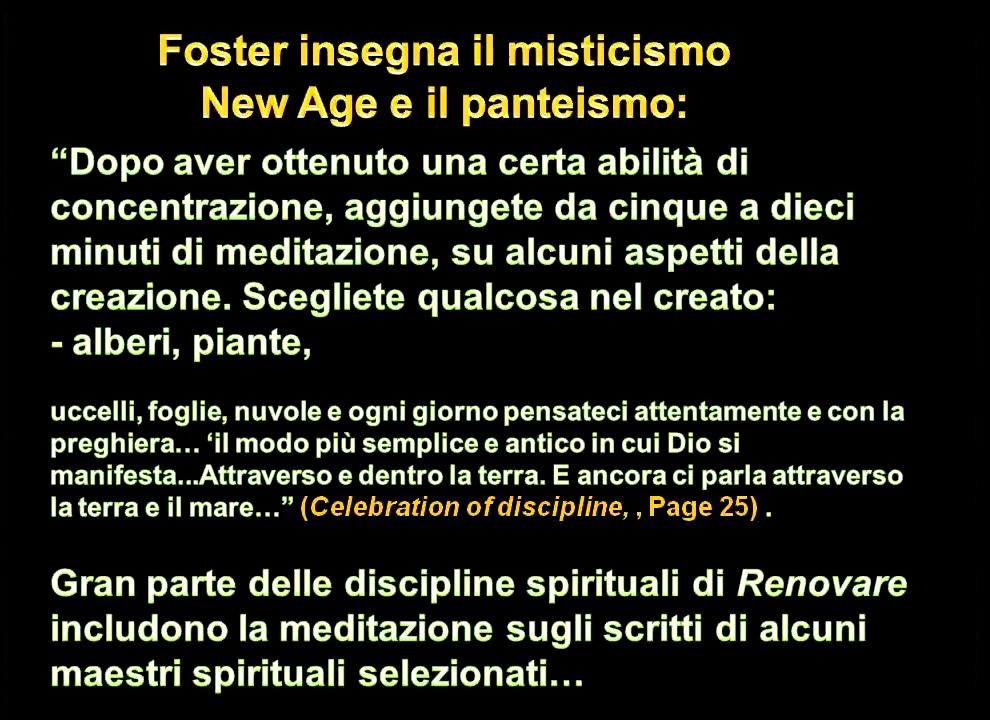 Foster insegna il misticismo
New Age e il panteismo:
“Dopo aver ottenuto una certa abilità di
concentrazione, aggiungete da cinque a dieci
minuti di meditazione, su alcuni aspetti della
creazione. Scegliete qualcosa nel creato:
- alberi, piante,
uccelli, foglie, nuvole e ogni giorno pensateci attentamente e con la
preghiera… ‘il modo più semplice e antico in cui Dio si
manifesta...Attraverso e dentro la terra. E ancora ci parla attraverso
la terra e il mare…” (Celebration of discipline, , Page 25) .
Gran parte delle discipline spirituali di Renovare
includono la meditazione sugli scritti di alcuni
maestri spirituali selezionati…